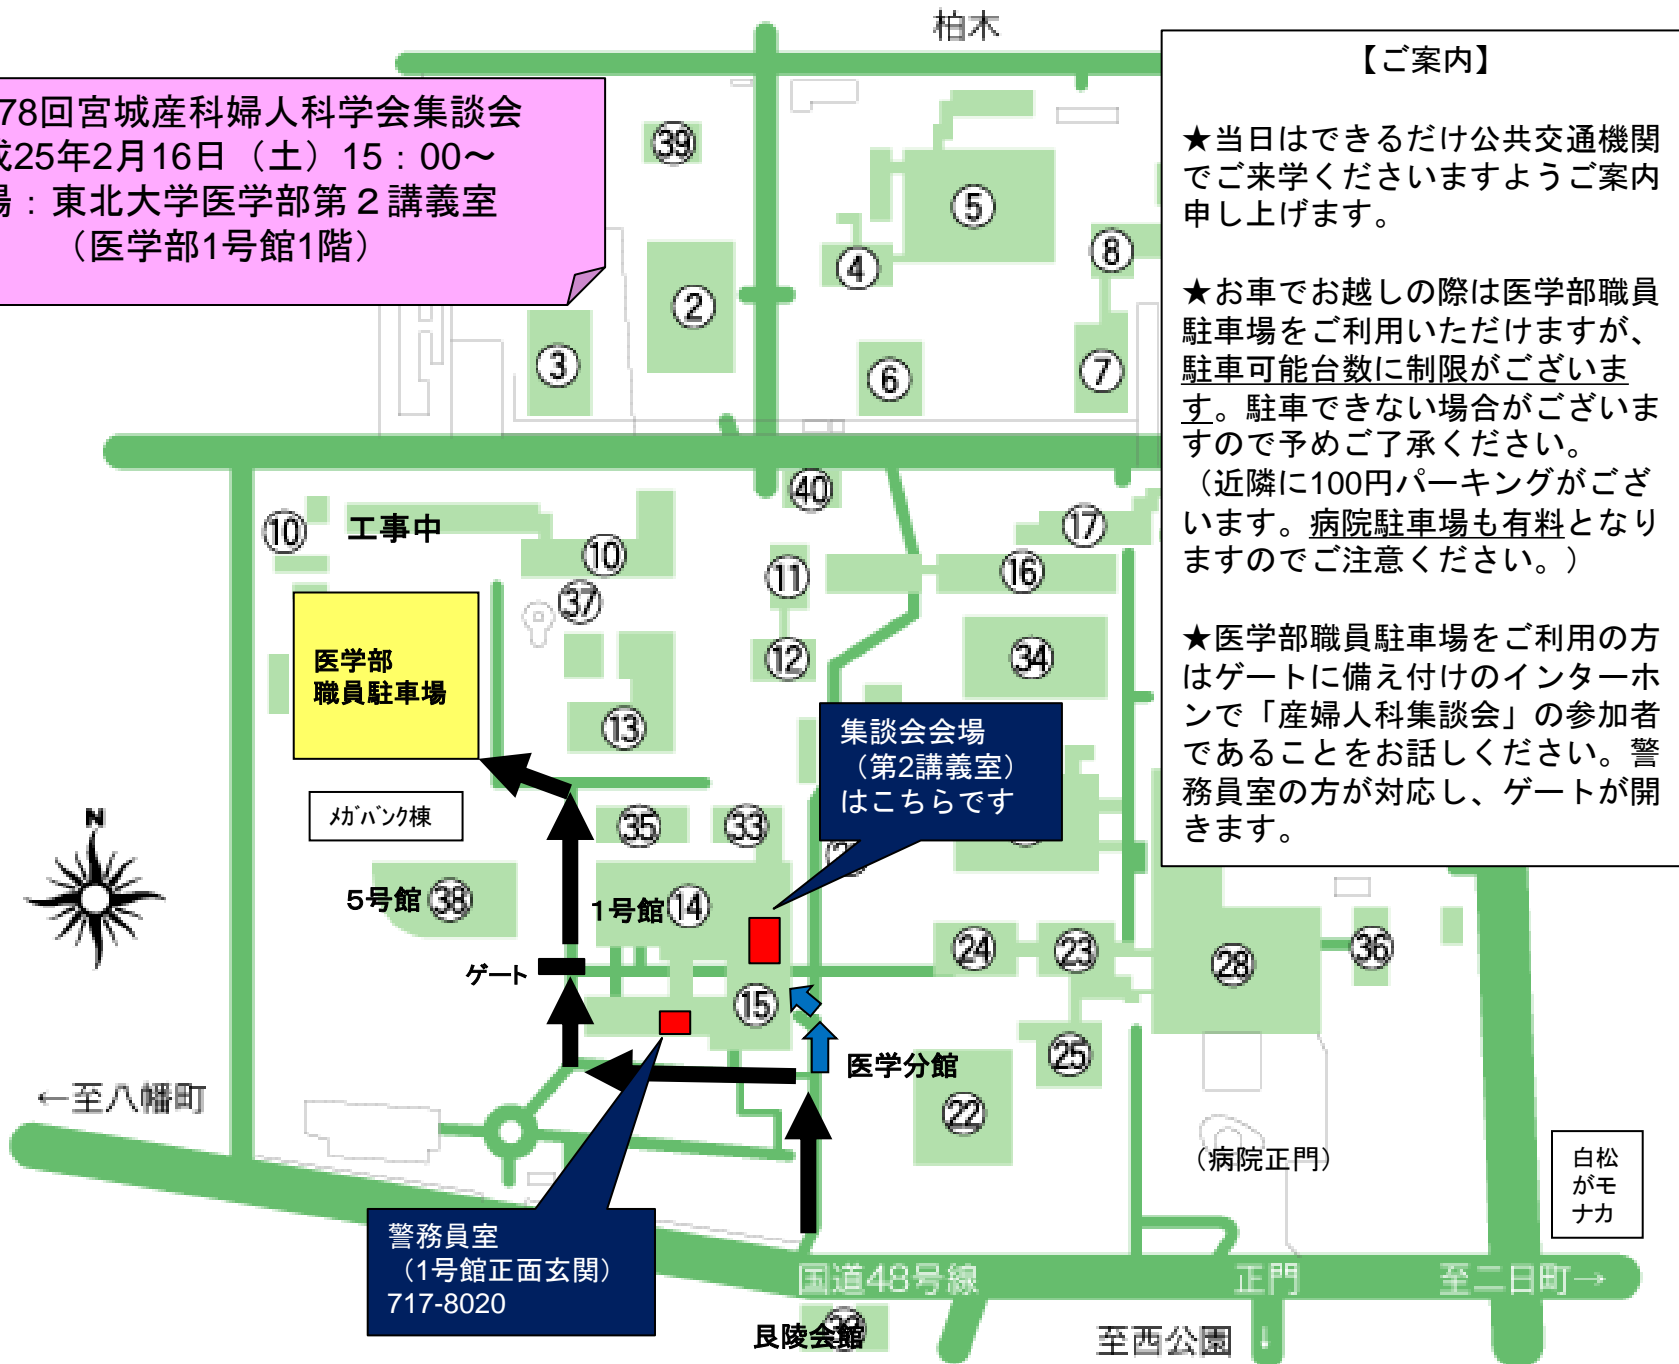 柏木
78回宮城産科婦人科学会集談会
成25年2月16日（土）15：00～
場：東北大学医学部第２講義室
（医学部1号館1階）
【ご案内】
★当日はできるだけ公共交通機関
でご来学くださいますようご案内
申し上げます。
★お車でお越しの際は医学部職員
駐車場をご利用いただけますが、
駐車可能台数に制限がございま
す。駐車できない場合がございま
すので予めご了承ください。
（近隣に100円パーキングがござ
います。病院駐車場も有料となり
ますのでご注意ください。）
★医学部職員駐車場をご利用の方
はゲートに備え付けのインターホ
ンで「産婦人科集談会」の参加者
であることをお話しください。警
務員室の方が対応し、ゲートが開
きます。
㊴
⑤
④
⑧
②
③
⑥
⑦
㊵
⑩
工事中
⑩
⑰
⑪
⑯
㊲
⑫
㉞
医学部
職員駐車場
⑬
集談会会場
（第2講義室）
はこちらです
ﾒｶﾞﾊﾞﾝｸ棟
㉟
㉝
N
5号館
㊳
1号館
⑭
㉔
㉓
㉘
㊱
ゲート
⑮
医学分館
㉕
㉒
←至八幡町
（病院正門）
白松
がモ
ナカ
警務員室
（1号館正面玄関）
717-8020
国道48号線
正門
至二日町→
艮陵会館
至西公園
↓